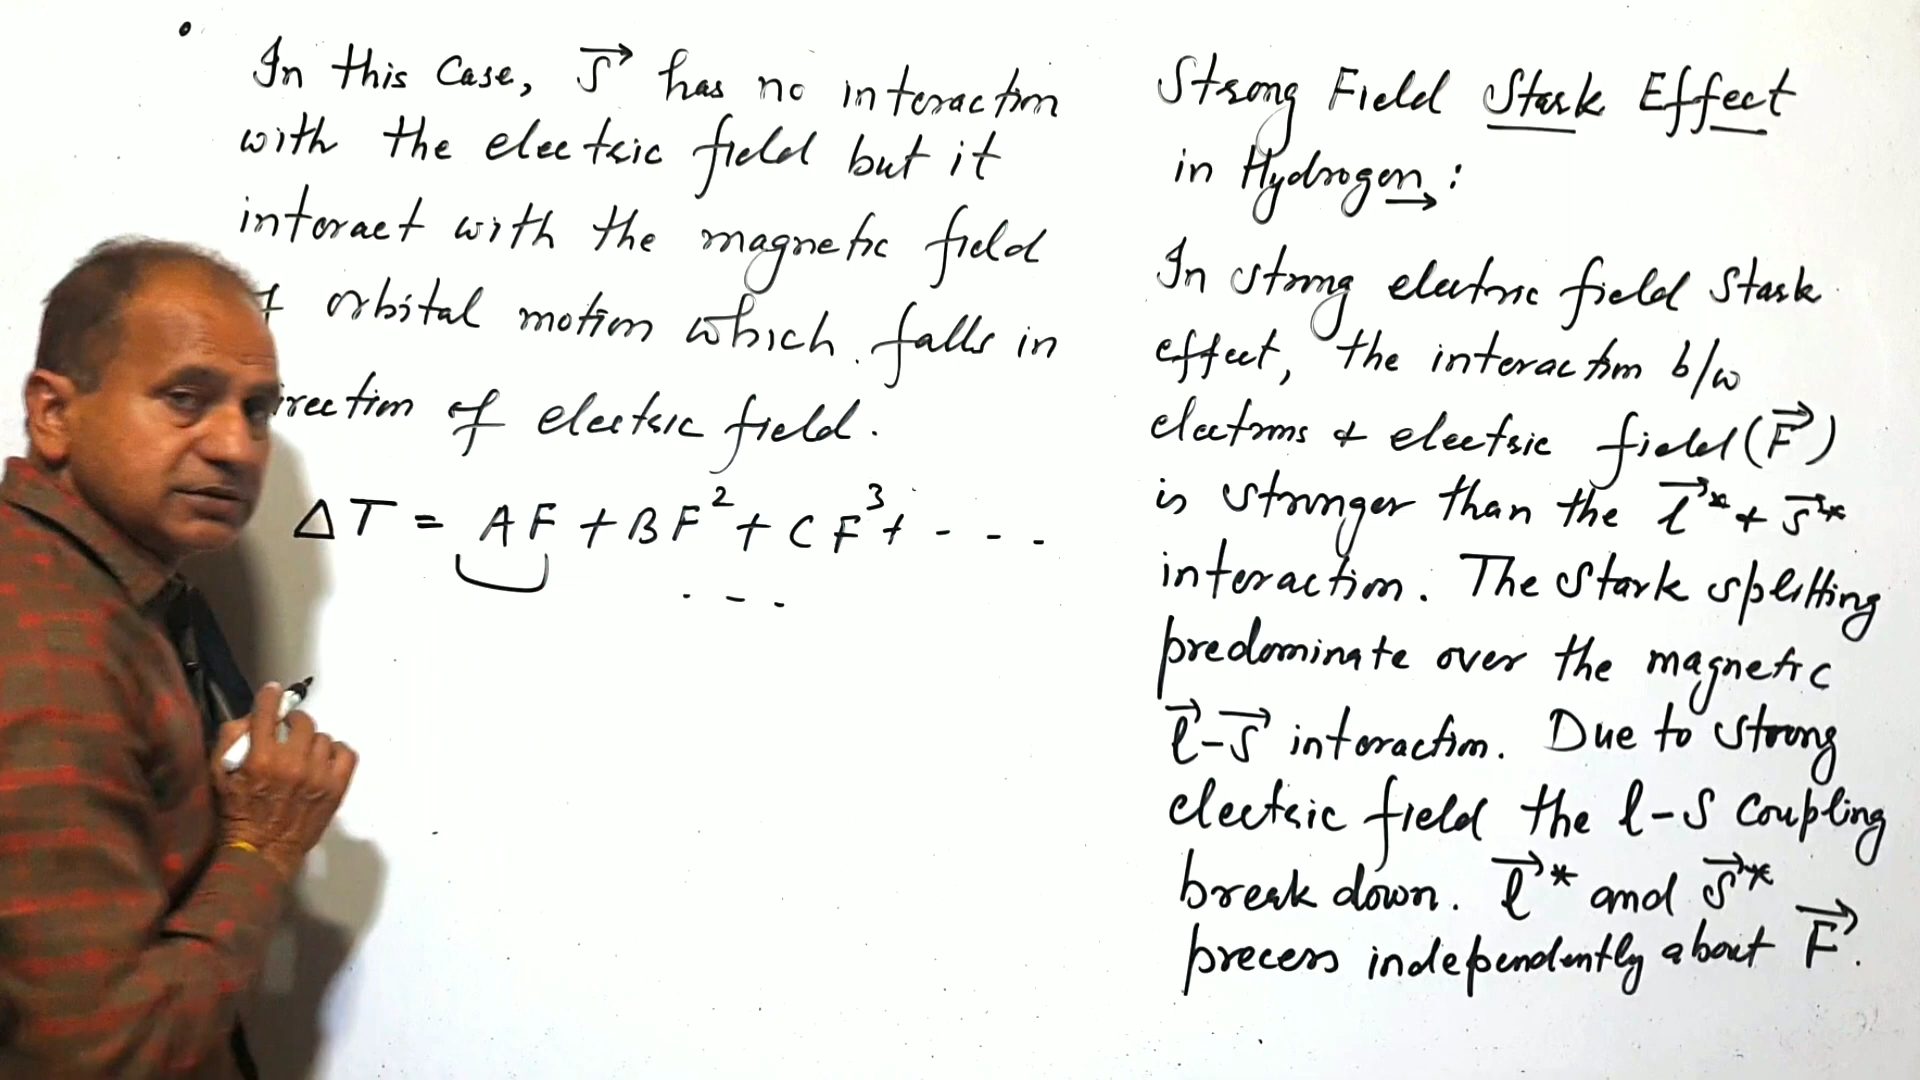 In this Case, S⃗ has no interaction
with the electric field but it
interact with the magnetic field
orbital motion which falls in
irection of electric field.
ΔT = AF + BF² + CF³ + - - -
. - -
Strong Field Stark Effect
in Hydrogen :
In strong electric field Stark
effect, the interaction b/w
electrons & electric field (F⃗)
is stronger than the l⃗* & s⃗*
interaction. The Stark splitting
predominate over the magnetic
l⃗-s⃗ interaction. Due to strong
electric field the l-s coupling
break down. l⃗* and s⃗*
precess independently about F⃗.